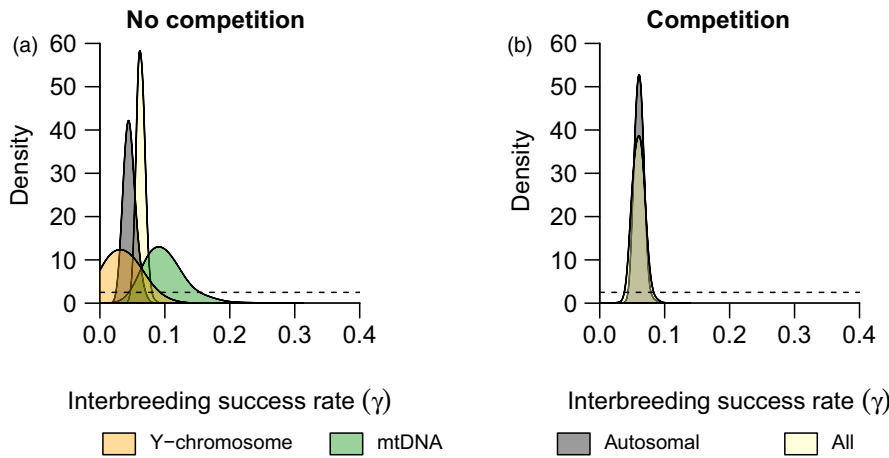 No competition
(a)
60
50
40
30
20
10
0
Density
0.0 0.1 0.2 0.3 0.4
Interbreeding success rate (γ)
Competition
(b)
60
50
40
30
20
10
0
Density
0.0 0.1 0.2 0.3 0.4
Interbreeding success rate (γ)
Y−chromosome mtDNA Autosomal All